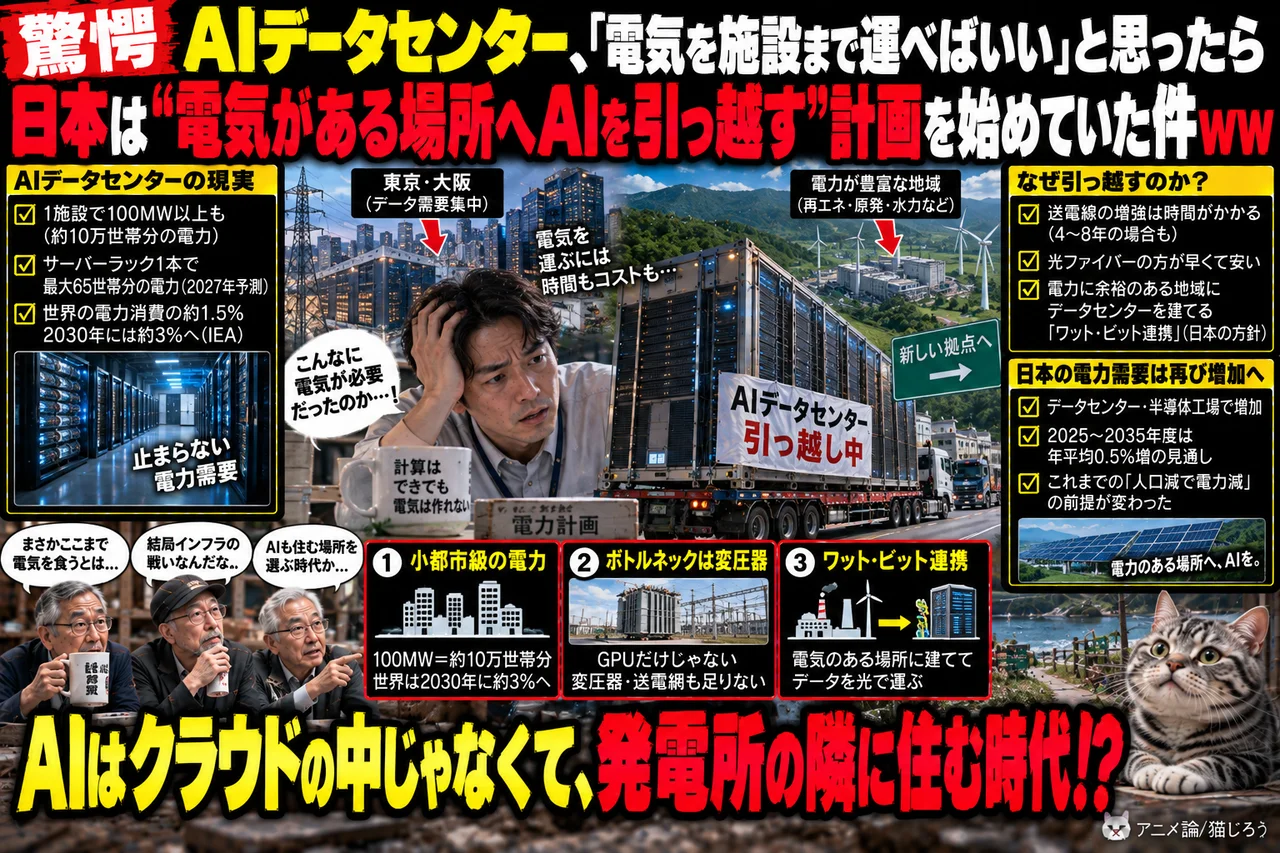 驚愕 AIデータセンター、「電気を施設まで運べばいい」と思ったら
日本は“電気がある場所へAIを引っ越す”計画を始めていた件ww
AIデータセンターの現実
1施設で100MW以上も
(約10万世帯分の電力)
サーバーラック1本で
最大65世帯分の電力(2027年予測)
世界の電力消費の約1.5%
2030年には約3%へ(IEA)
止まらない
電力需要
東京・大阪
(データ需要集中)
電気を
運ぶには
時間もコストも…
こんなに
電気が必要
だったのか…!
計算は
できても
電気は作れない
電力計画
電力が豊富な地域
(再エネ・原発・水力など)
新しい拠点へ
AIデータセンター
引っ越し中
なぜ引っ越すのか?
送電線の増強は時間がかかる
(4〜8年の場合も)
光ファイバーの方が早くて安い
電力に余裕のある地域に
データセンターを建てる
「ワット・ビット連携」(日本の方針)
日本の電力需要は再び増加へ
データセンター・半導体工場で増加
2025〜2035年度は
年平均0.5%増の見通し
これまでの「人口減で電力減」
の前提が変わった
電力のある場所へ、AIを。
まさかここまで
電気を食うとは…
結局インフラの
戦いなんだな..
AIも住む場所を
選ぶ時代か…
1 小都市級の電力
100MW=約10万世帯分
世界は2030年に約3%へ
2 ボトルネックは変圧器
GPUだけじゃない
変圧器・送電網も足りない
3 ワット・ビット連携
電気のある場所に建てて
データを光で運ぶ
AIはクラウドの中じゃなくて、発電所の隣に住む時代!?
アニメ論/猫じろう